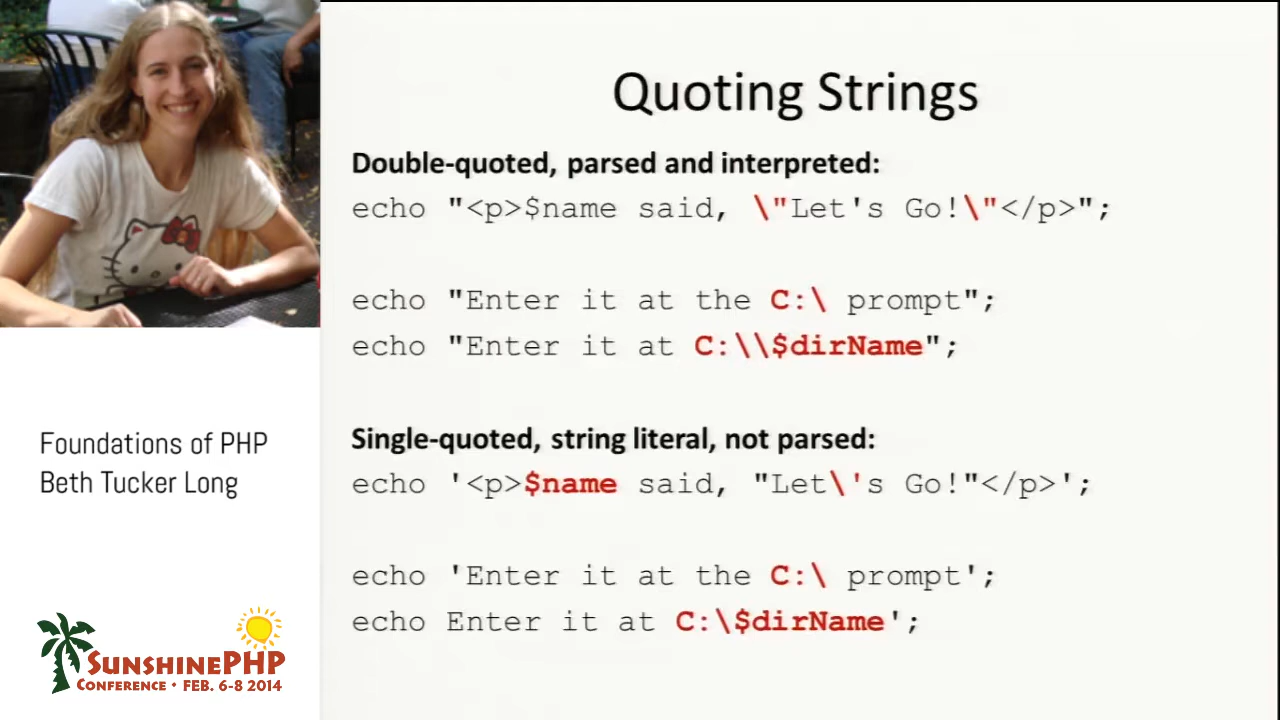 Quoting Strings
Double-quoted, parsed and interpreted:
echo "<p>$name said, \"Let's Go!\"</p>";
echo "Enter it at the C:\ prompt";
echo "Enter it at C:\\$dirName";
Single-quoted, string literal, not parsed:
echo '<p>$name said, "Let\'s Go!"</p>';
echo 'Enter it at the C:\ prompt';
echo Enter it at C:\$dirName';
Foundations of PHP
Beth Tucker Long
SUNSHINEPHP
CONFERENCE • FEB. 6-8 2014